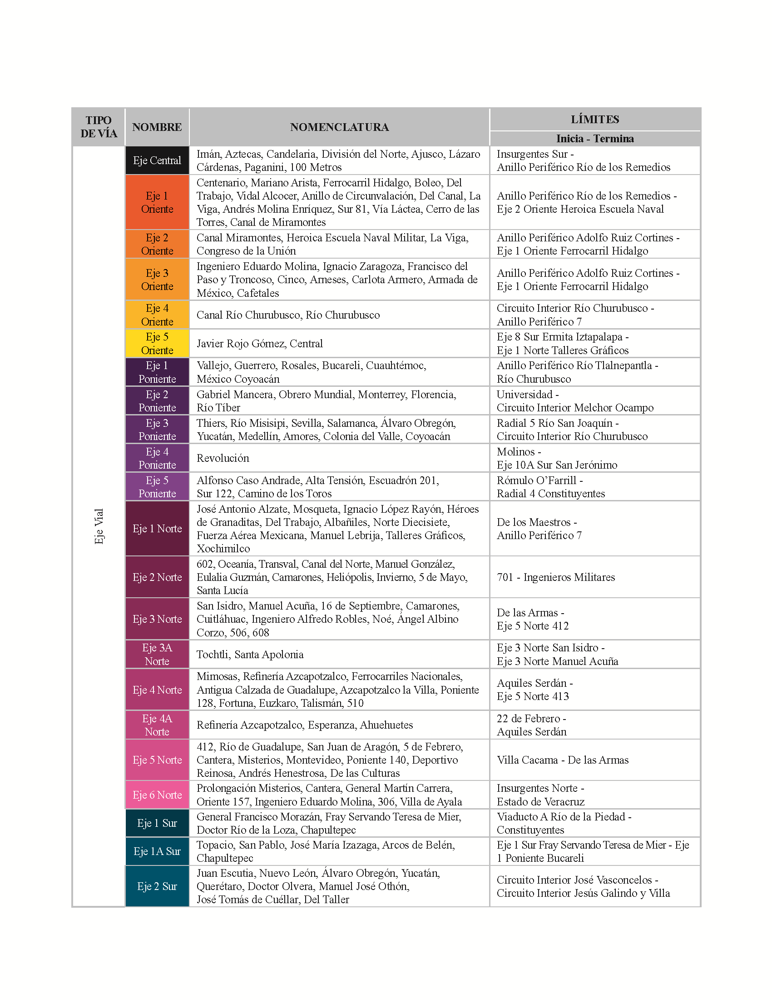 TIPO
DE VÍA
NOMBRE
NOMENCLATURA
LÍMITES
Inicia - Termina
Eje Vial
Eje Central
Imán, Aztecas, Candelaria, División del Norte, Ajusco, Lázaro
Cárdenas, Paganini, 100 Metros
Insurgentes Sur -
Anillo Periférico Río de los Remedios
Eje 1
Oriente
Centenario, Mariano Arista, Ferrocarril Hidalgo, Boleo, Del
Trabajo, Vidal Alcocer, Anillo de Circunvalación, Del Canal, La
Viga, Andrés Molina Enríquez, Sur 81, Vía Láctea, Cerro de las
Torres, Canal de Miramontes
Anillo Periférico Río de los Remedios -
Eje 2 Oriente Heroica Escuela Naval
Eje 2
Oriente
Canal Miramontes, Heroica Escuela Naval Militar, La Viga,
Congreso de la Unión
Anillo Periférico Adolfo Ruiz Cortines -
Eje 1 Oriente Ferrocarril Hidalgo
Eje 3
Oriente
Ingeniero Eduardo Molina, Ignacio Zaragoza, Francisco del
Paso y Troncoso, Cinco, Arneses, Carlota Armero, Armada de
México, Cafetales
Anillo Periférico Adolfo Ruiz Cortines -
Eje 1 Oriente Ferrocarril Hidalgo
Eje 4
Oriente
Canal Río Churubusco, Río Churubusco
Circuito Interior Río Churubusco -
Anillo Periférico 7
Eje 5
Oriente
Javier Rojo Gómez, Central
Eje 8 Sur Ermita Iztapalapa -
Eje 1 Norte Talleres Gráficos
Eje 1
Poniente
Vallejo, Guerrero, Rosales, Bucareli, Cuauhtémoc,
México Coyoacán
Anillo Periférico Río Tlalnepantla -
Río Churubusco
Eje 2
Poniente
Gabriel Mancera, Obrero Mundial, Monterrey, Florencia,
Río Tíber
Universidad -
Circuito Interior Melchor Ocampo
Eje 3
Poniente
Thiers, Río Misisipi, Sevilla, Salamanca, Álvaro Obregón,
Yucatán, Medellín, Amores, Colonia del Valle, Coyoacán
Radial 5 Río San Joaquín -
Circuito Interior Río Churubusco
Eje 4
Poniente
Revolución
Molinos -
Eje 10A Sur San Jerónimo
Eje 5
Poniente
Alfonso Caso Andrade, Alta Tensión, Escuadrón 201,
Sur 122, Camino de los Toros
Rómulo O’Farrill -
Radial 4 Constituyentes
Eje 1 Norte
José Antonio Alzate, Mosqueta, Ignacio López Rayón, Héroes
de Granaditas, Del Trabajo, Albañiles, Norte Diecisiete,
Fuerza Aérea Mexicana, Manuel Lebrija, Talleres Gráficos,
Xochimilco
De los Maestros -
Anillo Periférico 7
Eje 2 Norte
602, Oceanía, Transval, Canal del Norte, Manuel González,
Eulalia Guzmán, Camarones, Heliópolis, Invierno, 5 de Mayo,
Santa Lucía
701 - Ingenieros Militares
Eje 3 Norte
San Isidro, Manuel Acuña, 16 de Septiembre, Camarones,
Cuitláhuac, Ingeniero Alfredo Robles, Noé, Ángel Albino
Corzo, 506, 608
De las Armas -
Eje 5 Norte 412
Eje 3A
Norte
Tochtli, Santa Apolonia
Eje 3 Norte San Isidro -
Eje 3 Norte Manuel Acuña
Eje 4 Norte
Mimosas, Refinería Azcapotzalco, Ferrocarriles Nacionales,
Antigua Calzada de Guadalupe, Azcapotzalco la Villa, Poniente
128, Fortuna, Euzkaro, Talismán, 510
Aquiles Serdán -
Eje 5 Norte 413
Eje 4A
Norte
Refinería Azcapotzalco, Esperanza, Ahuehuetes
22 de Febrero -
Aquiles Serdán
Eje 5 Norte
412, Río de Guadalupe, San Juan de Aragón, 5 de Febrero,
Cantera, Misterios, Montevideo, Poniente 140, Deportivo
Reinosa, Andrés Henestrosa, De las Culturas
Villa Cacama - De las Armas
Eje 6 Norte
Prolongación Misterios, Cantera, General Martín Carrera,
Oriente 157, Ingeniero Eduardo Molina, 306, Villa de Ayala
Insurgentes Norte -
Estado de Veracruz
Eje 1 Sur
General Francisco Morazán, Fray Servando Teresa de Mier,
Doctor Río de la Loza, Chapultepec
Viaducto A Río de la Piedad -
Constituyentes
Eje 1A Sur
Topacio, San Pablo, José María Izazaga, Arcos de Belén,
Chapultepec
Eje 1 Sur Fray Servando Teresa de Mier - Eje
1 Poniente Bucareli
Eje 2 Sur
Juan Escutia, Nuevo León, Álvaro Obregón, Yucatán,
Querétaro, Doctor Olvera, Manuel José Othón,
José Tomás de Cuéllar, Del Taller
Circuito Interior José Vasconcelos -
Circuito Interior Jesús Galindo y Villa